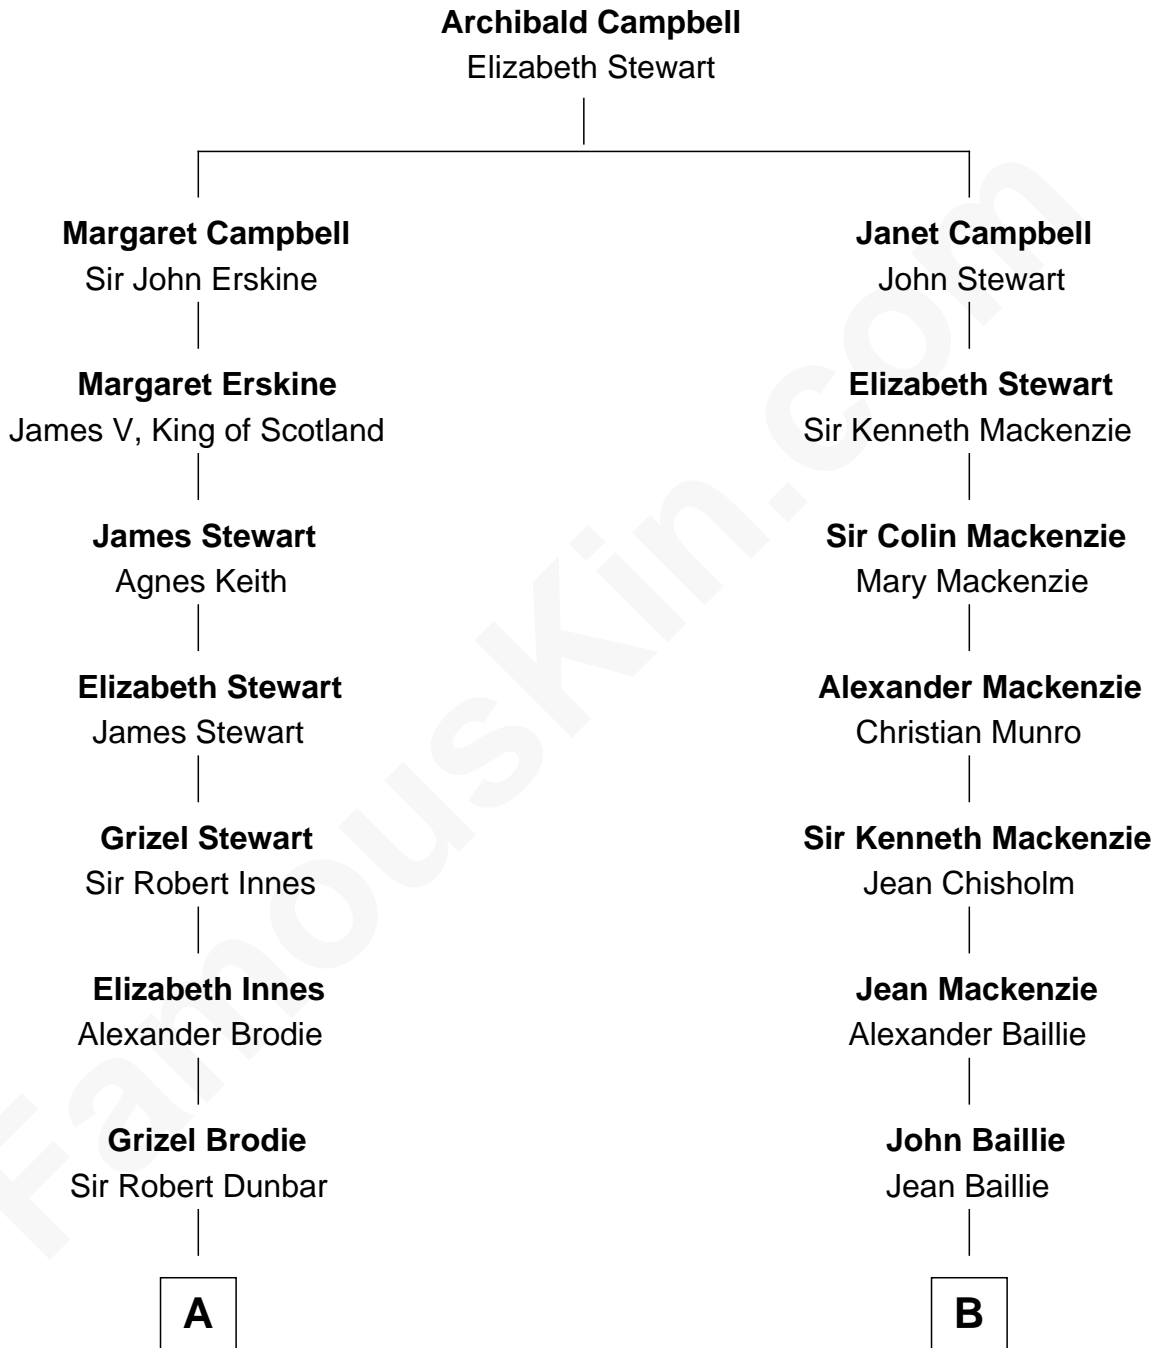 Archibald Campbell
Elizabeth Stewart
Margaret Campbell
Sir John Erskine
Janet Campbell
John Stewart
Margaret Erskine
James V, King of Scotland
Elizabeth Stewart
Sir Kenneth Mackenzie
James Stewart
Agnes Keith
Sir Colin Mackenzie
Mary Mackenzie
Elizabeth Stewart
James Stewart
Alexander Mackenzie
Christian Munro
Grizel Stewart
Sir Robert Innes
Sir Kenneth Mackenzie
Jean Chisholm
Elizabeth Innes
Alexander Brodie
Jean Mackenzie
Alexander Baillie
Grizel Brodie
Sir Robert Dunbar
John Baillie
Jean Baillie
A
B
FamousKin.com